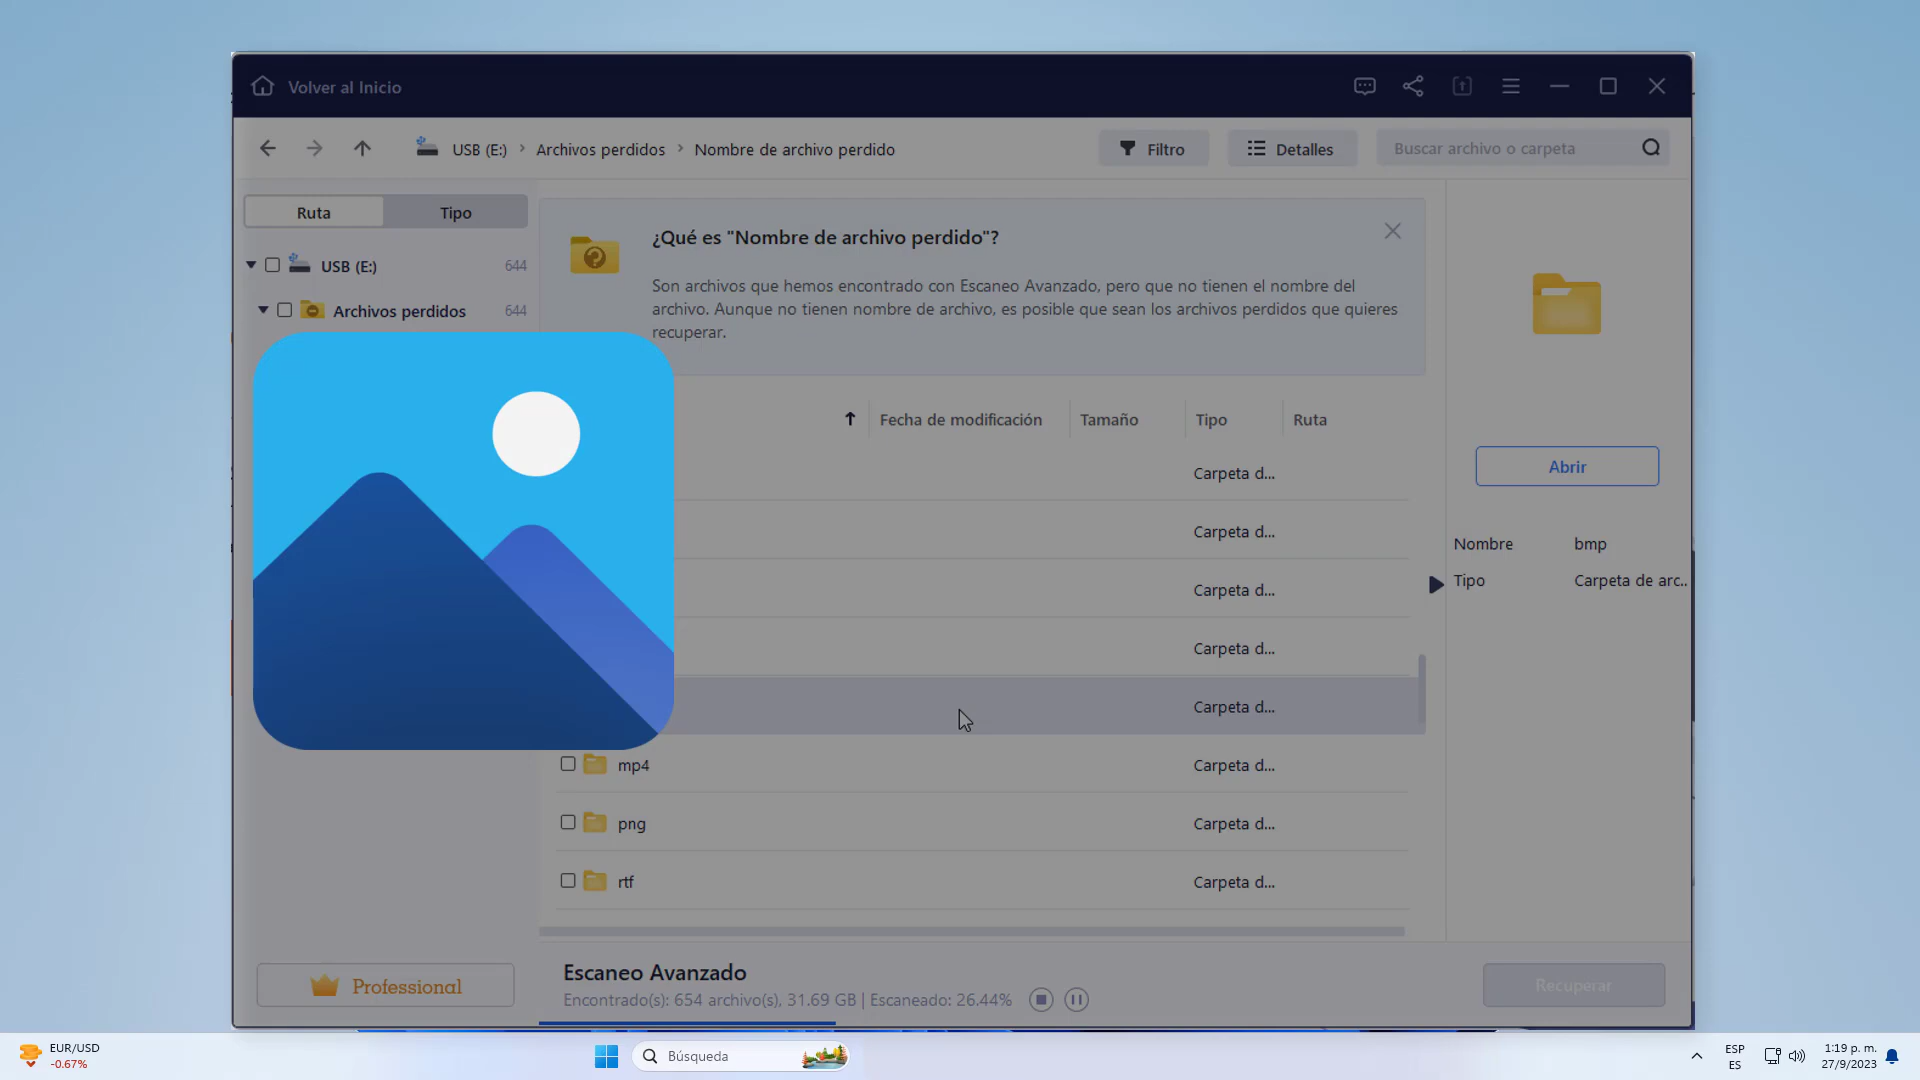 Volver al Inicio
USB (E:) > Archivos perdidos > Nombre de archivo perdido
Filtro
Detalles
Buscar archivo o carpeta
Ruta
Tipo
USB (E:)
644
Archivos perdidos
644
¿Qué es "Nombre de archivo perdido"?
Son archivos que hemos encontrado con Escaneo Avanzado, pero que no tienen el nombre del
archivo. Aunque no tienen nombre de archivo, es posible que sean los archivos perdidos que quieres
recuperar.
Fecha de modificación
Tamaño
Tipo
Ruta
Carpeta d...
Carpeta d...
Carpeta d...
Carpeta d...
Carpeta d...
mp4
Carpeta d...
png
Carpeta d...
rtf
Carpeta d...
Abrir
Nombre
bmp
Tipo
Carpeta de arc..
Professional
Escaneo Avanzado
Encontrado(s): 654 archivo(s), 31.69 GB | Escaneado: 26.44%
Recuperar
EUR/USD
-0.67%
Búsqueda
ESP
ES
1:19 p. m.
27/9/2023